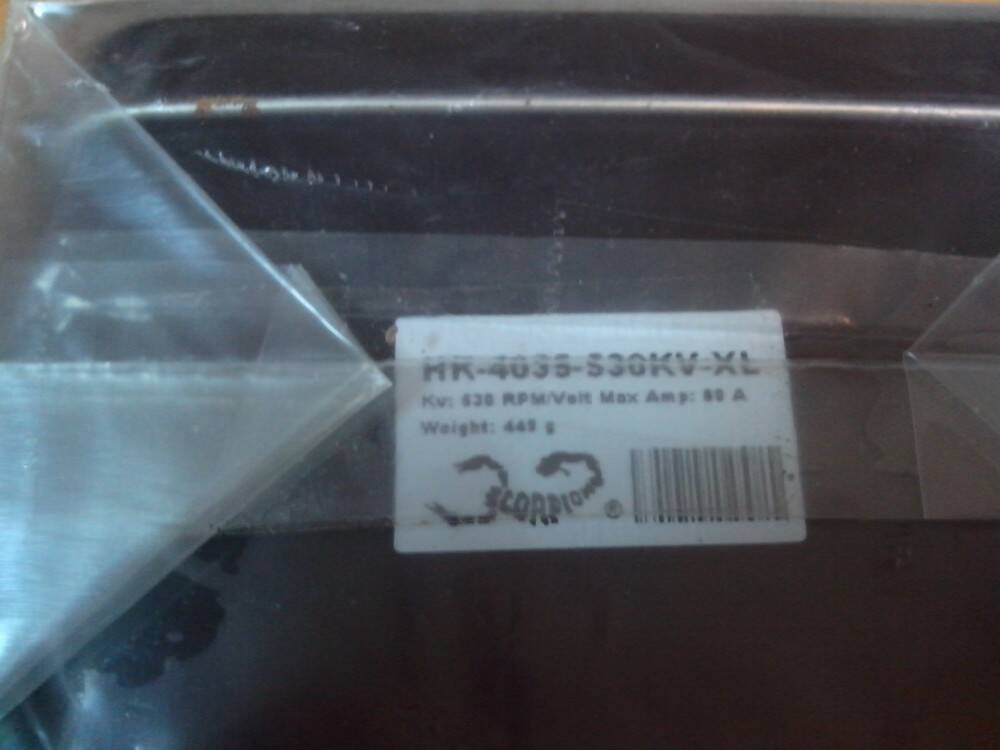 HK-4035-530KV-XL
Kv: 530 RPM/Volt Max Amp: 80 A
Weight: 449 g
SCORPION®